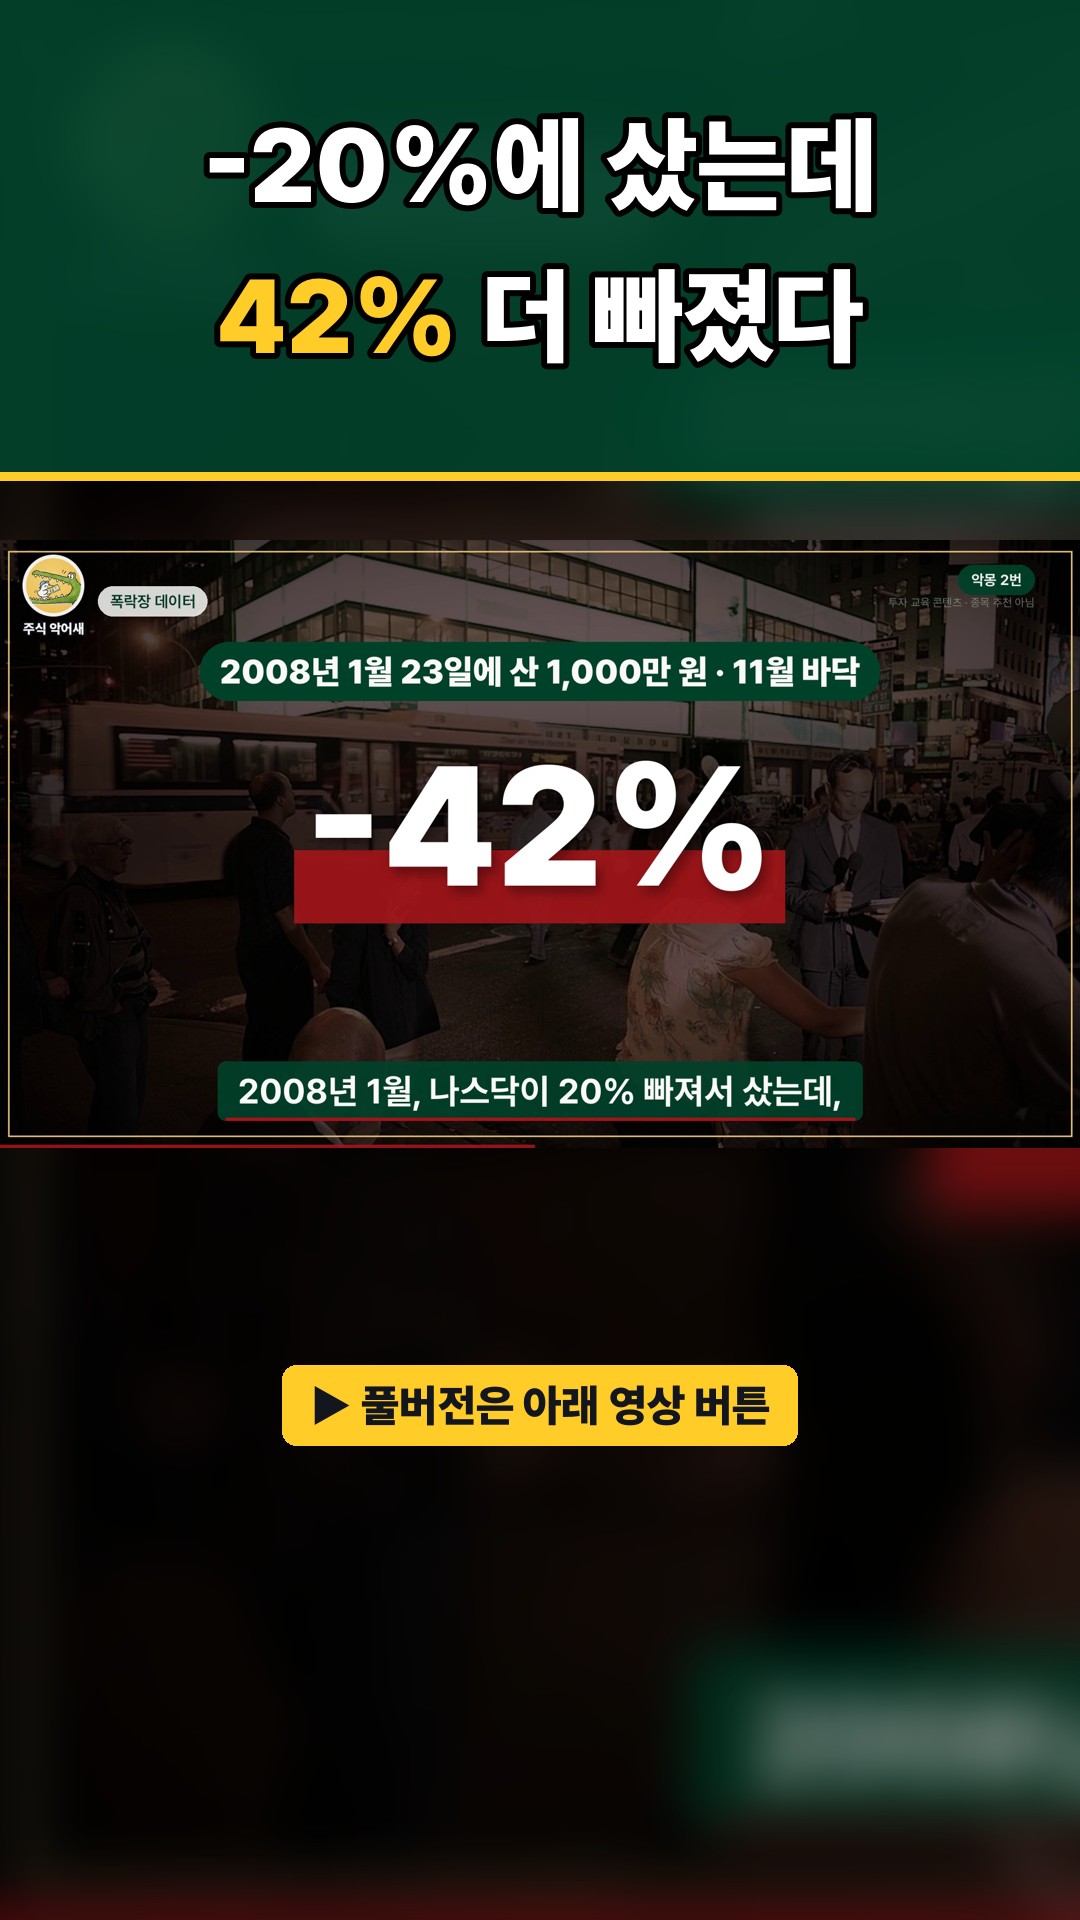 -20%에 샀는데
42% 더 빠졌다
주식 악어새
폭락장 데이터
악몽 2번
투자 교육 콘텐츠 · 종목 추천 아님
2008년 1월 23일에 산 1,000만 원 · 11월 바닥
-42%
2008년 1월, 나스닥이 20% 빠져서 샀는데,
▶ 풀버전은 아래 영상 버튼